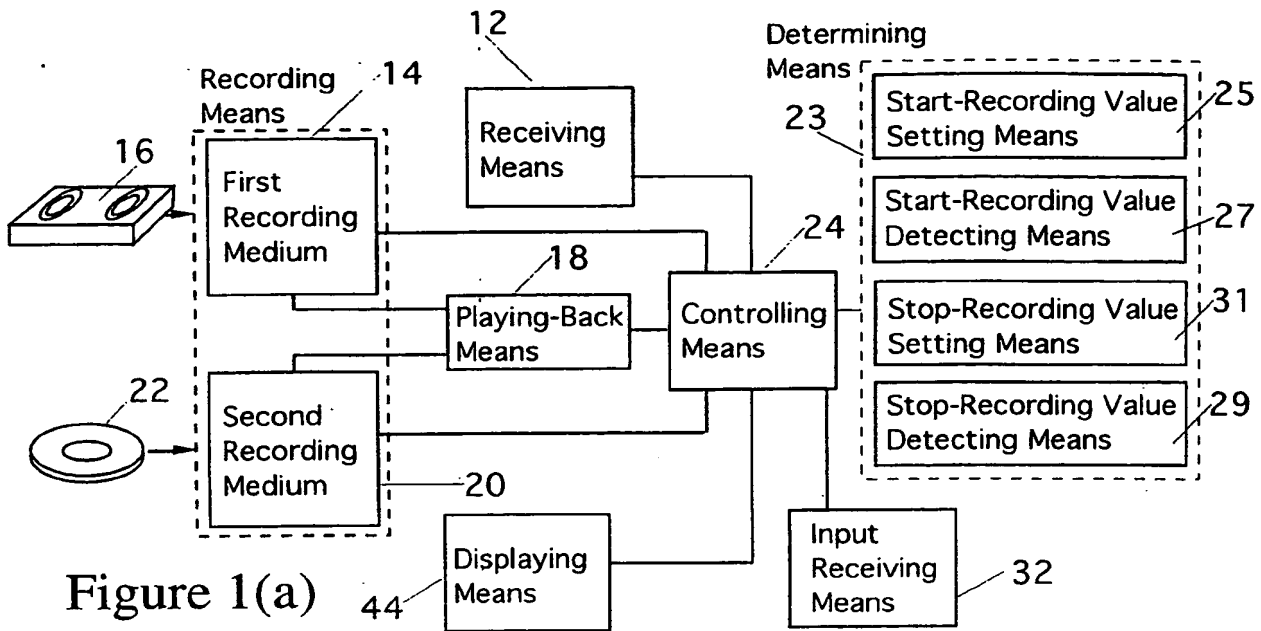 12
Determining
Means
Recording
Means
14
Receiving
Means
Start-Recording Value
Setting Means
25
23
16
First
Recording
Medium
Start-Recording Value
Detecting Means
27
24
18
Playing-Back
Means
Controlling
Means
Stop-Recording Value
Setting Means
31
22
Second
Recording
Medium
20
Stop-Recording Value
Detecting Means
29
Displaying
Means
44
Input
Receiving
Means
32
Figure 1(a)